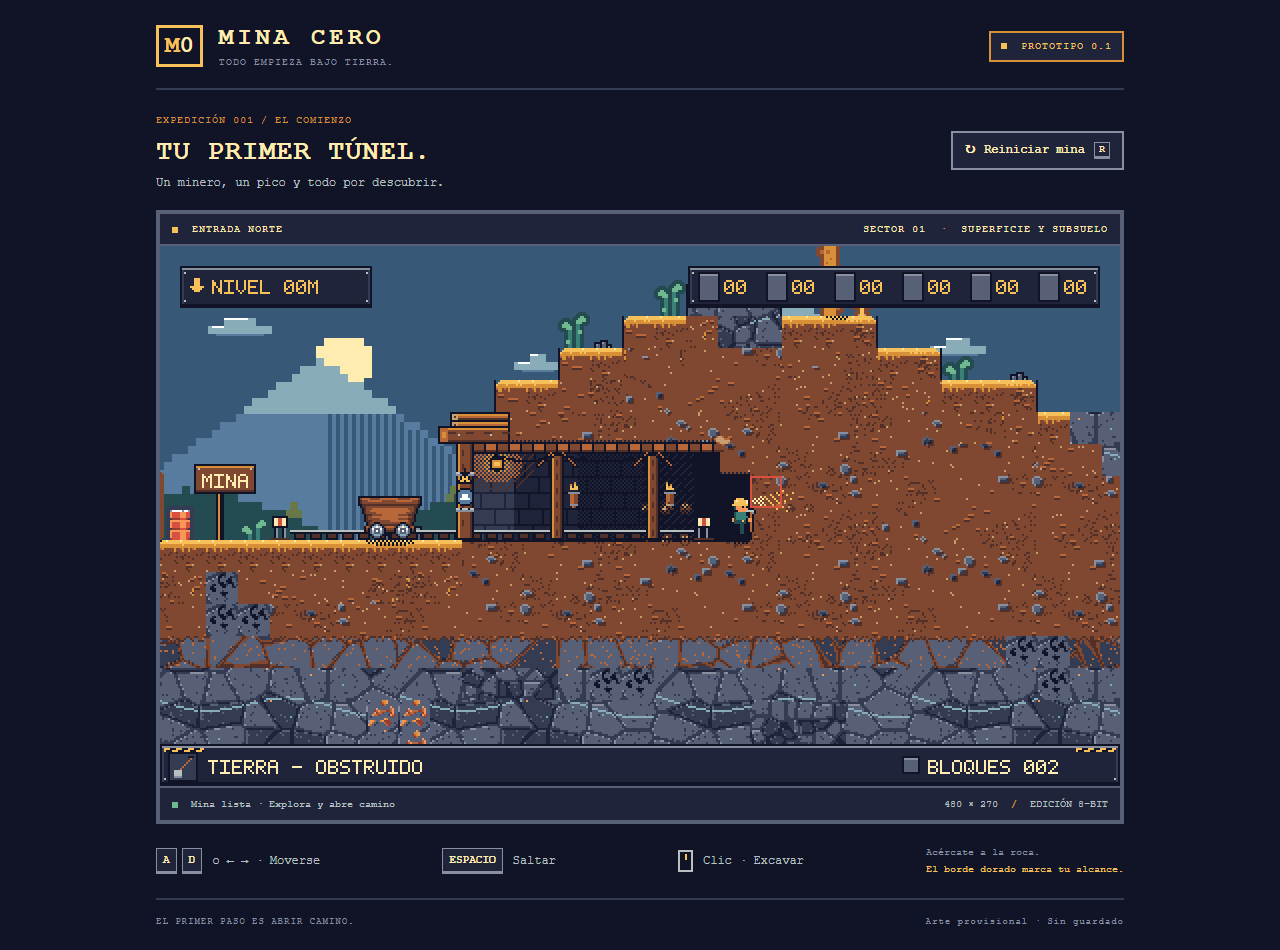 M0
MINA CERO
TODO EMPIEZA BAJO TIERRA.
PROTOTIPO 0.1
EXPEDICIÓN 001 / EL COMIENZO
TU PRIMER TÚNEL.
Un minero, un pico y todo por descubrir.
↻ Reiniciar mina R
ENTRADA NORTE
SECTOR 01 · SUPERFICIE Y SUBSUELO
NIVEL 00M
00 00 00 00 00 00
MINA
TIERRA - OBSTRUIDO
BLOQUES 002
Mina lista · Explora y abre camino
480 × 270 / EDICIÓN 8-BIT
A D o ← → · Moverse
ESPACIO Saltar
Clic · Excavar
Acércate a la roca.
El borde dorado marca tu alcance.
EL PRIMER PASO ES ABRIR CAMINO.
Arte provisional · Sin guardado